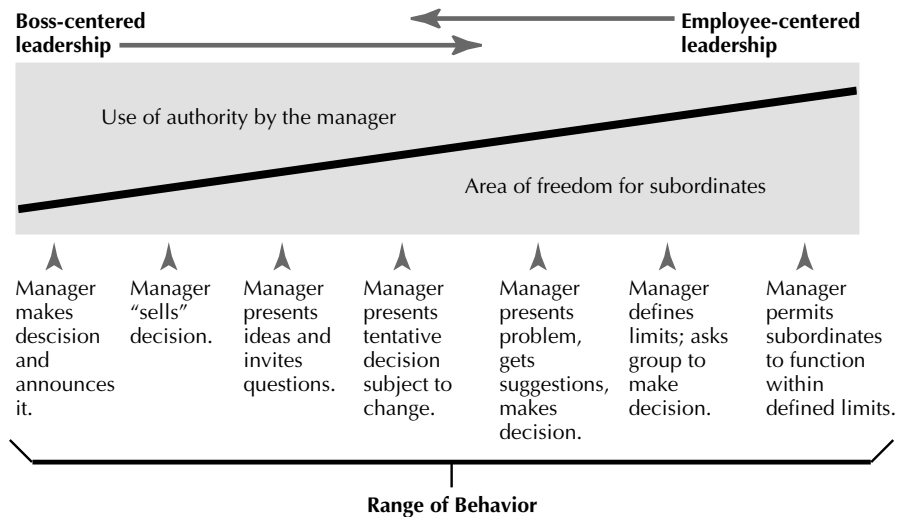 Boss-centered
leadership
Employee-centered
leadership
Use of authority by the manager
Area of freedom for subordinates
Manager
makes
descision
and
announces
it.
Manager
“sells”
decision.
Manager
presents
ideas and
invites
questions.
Manager
presents
tentative
decision
subject to
change.
Manager
presents
problem,
gets
suggestions,
makes
decision.
Manager
defines
limits; asks
group to
make
decision.
Manager
permits
subordinates
to function
within
defined limits.
Range of Behavior